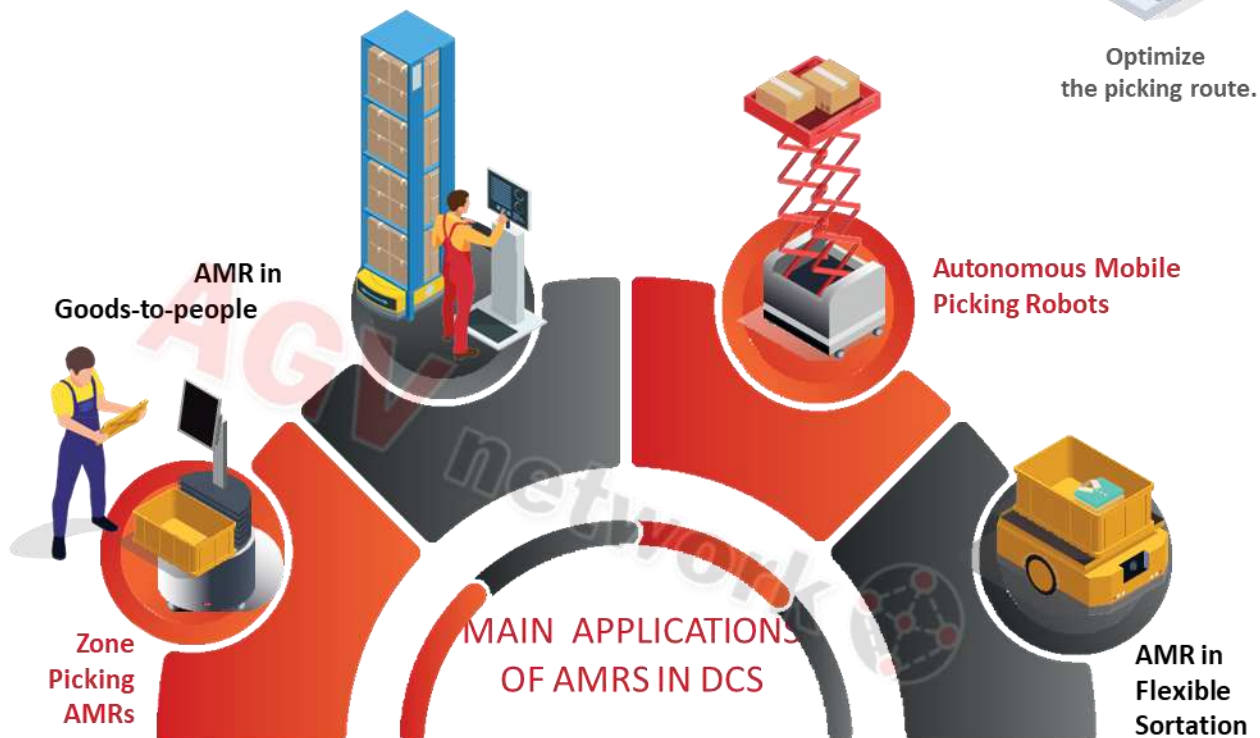 Optimize
the picking route.
AMR in
Goods-to-people
Autonomous Mobile
Picking Robots
AGV
network
Zone
Picking
AMRs
MAIN APPLICATIONS
OF AMRS IN DCS
AMR in
Flexible
Sortation